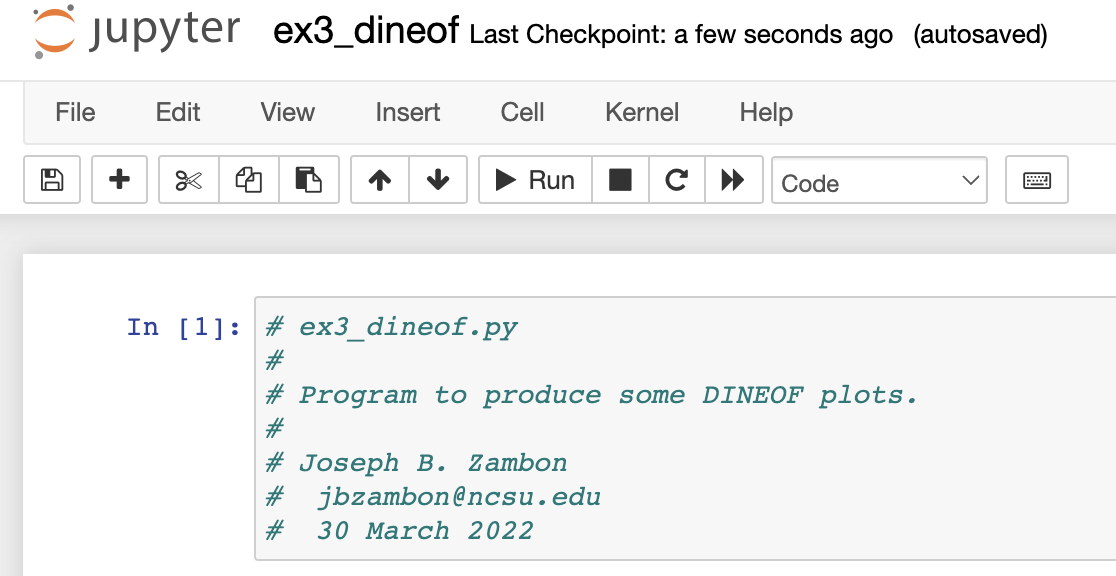 jupyter ex3_dineof Last Checkpoint: a few seconds ago (autosaved)
File Edit View Insert Cell Kernel Help
Run Code
In [1]: # ex3_dineof.py
#
# Program to produce some DINEOF plots.
#
# Joseph B. Zambon
#  jbzambon@ncsu.edu
#  30 March 2022